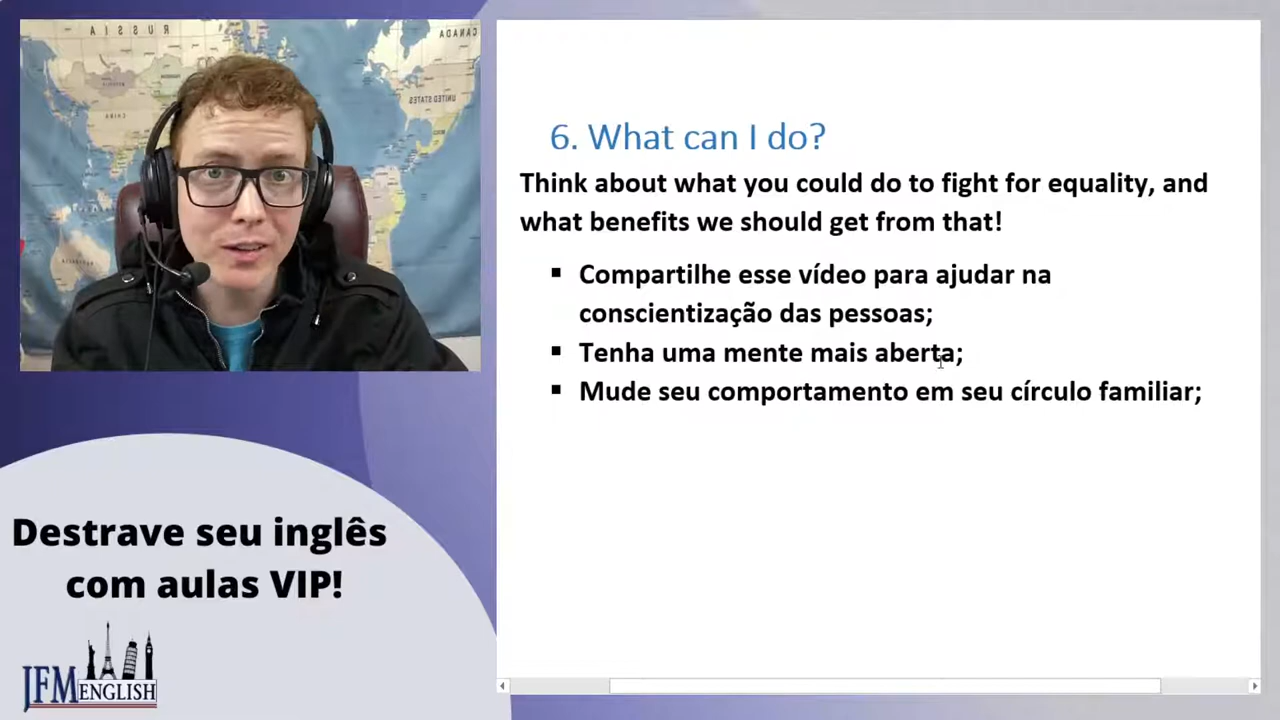 RUSSIA
CANADA
UNITED STATES
CHINA
6. What can I do?
Think about what you could do to fight for equality, and
what benefits we should get from that!
▪ Compartilhe esse vídeo para ajudar na
conscientização das pessoas;
▪ Tenha uma mente mais aberta;
▪ Mude seu comportamento em seu círculo familiar;
Destrave seu inglês
com aulas VIP!
JFM ENGLISH